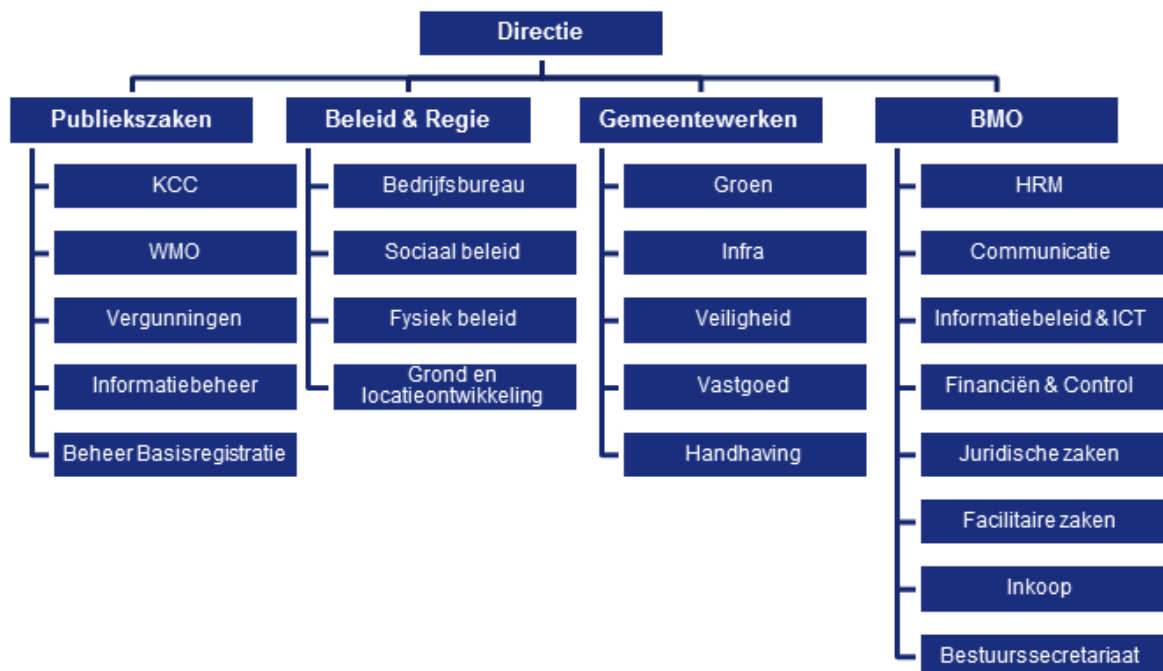 Directie
Publiekszaken
KCC
WMO
Vergunningen
Informatiebeheer
Beheer Basisregistratie
Beleid & Regie
Bedrijfsbureau
Sociaal beleid
Fysiek beleid
Grond en
locatieontwikkeling
Gemeentewerken
Groen
Infra
Veiligheid
Vastgoed
Handhaving
BMO
HRM
Communicatie
Informatiebeleid & ICT
Financiën & Control
Juridische zaken
Facilitaire zaken
Inkoop
Bestuurssecretariaat